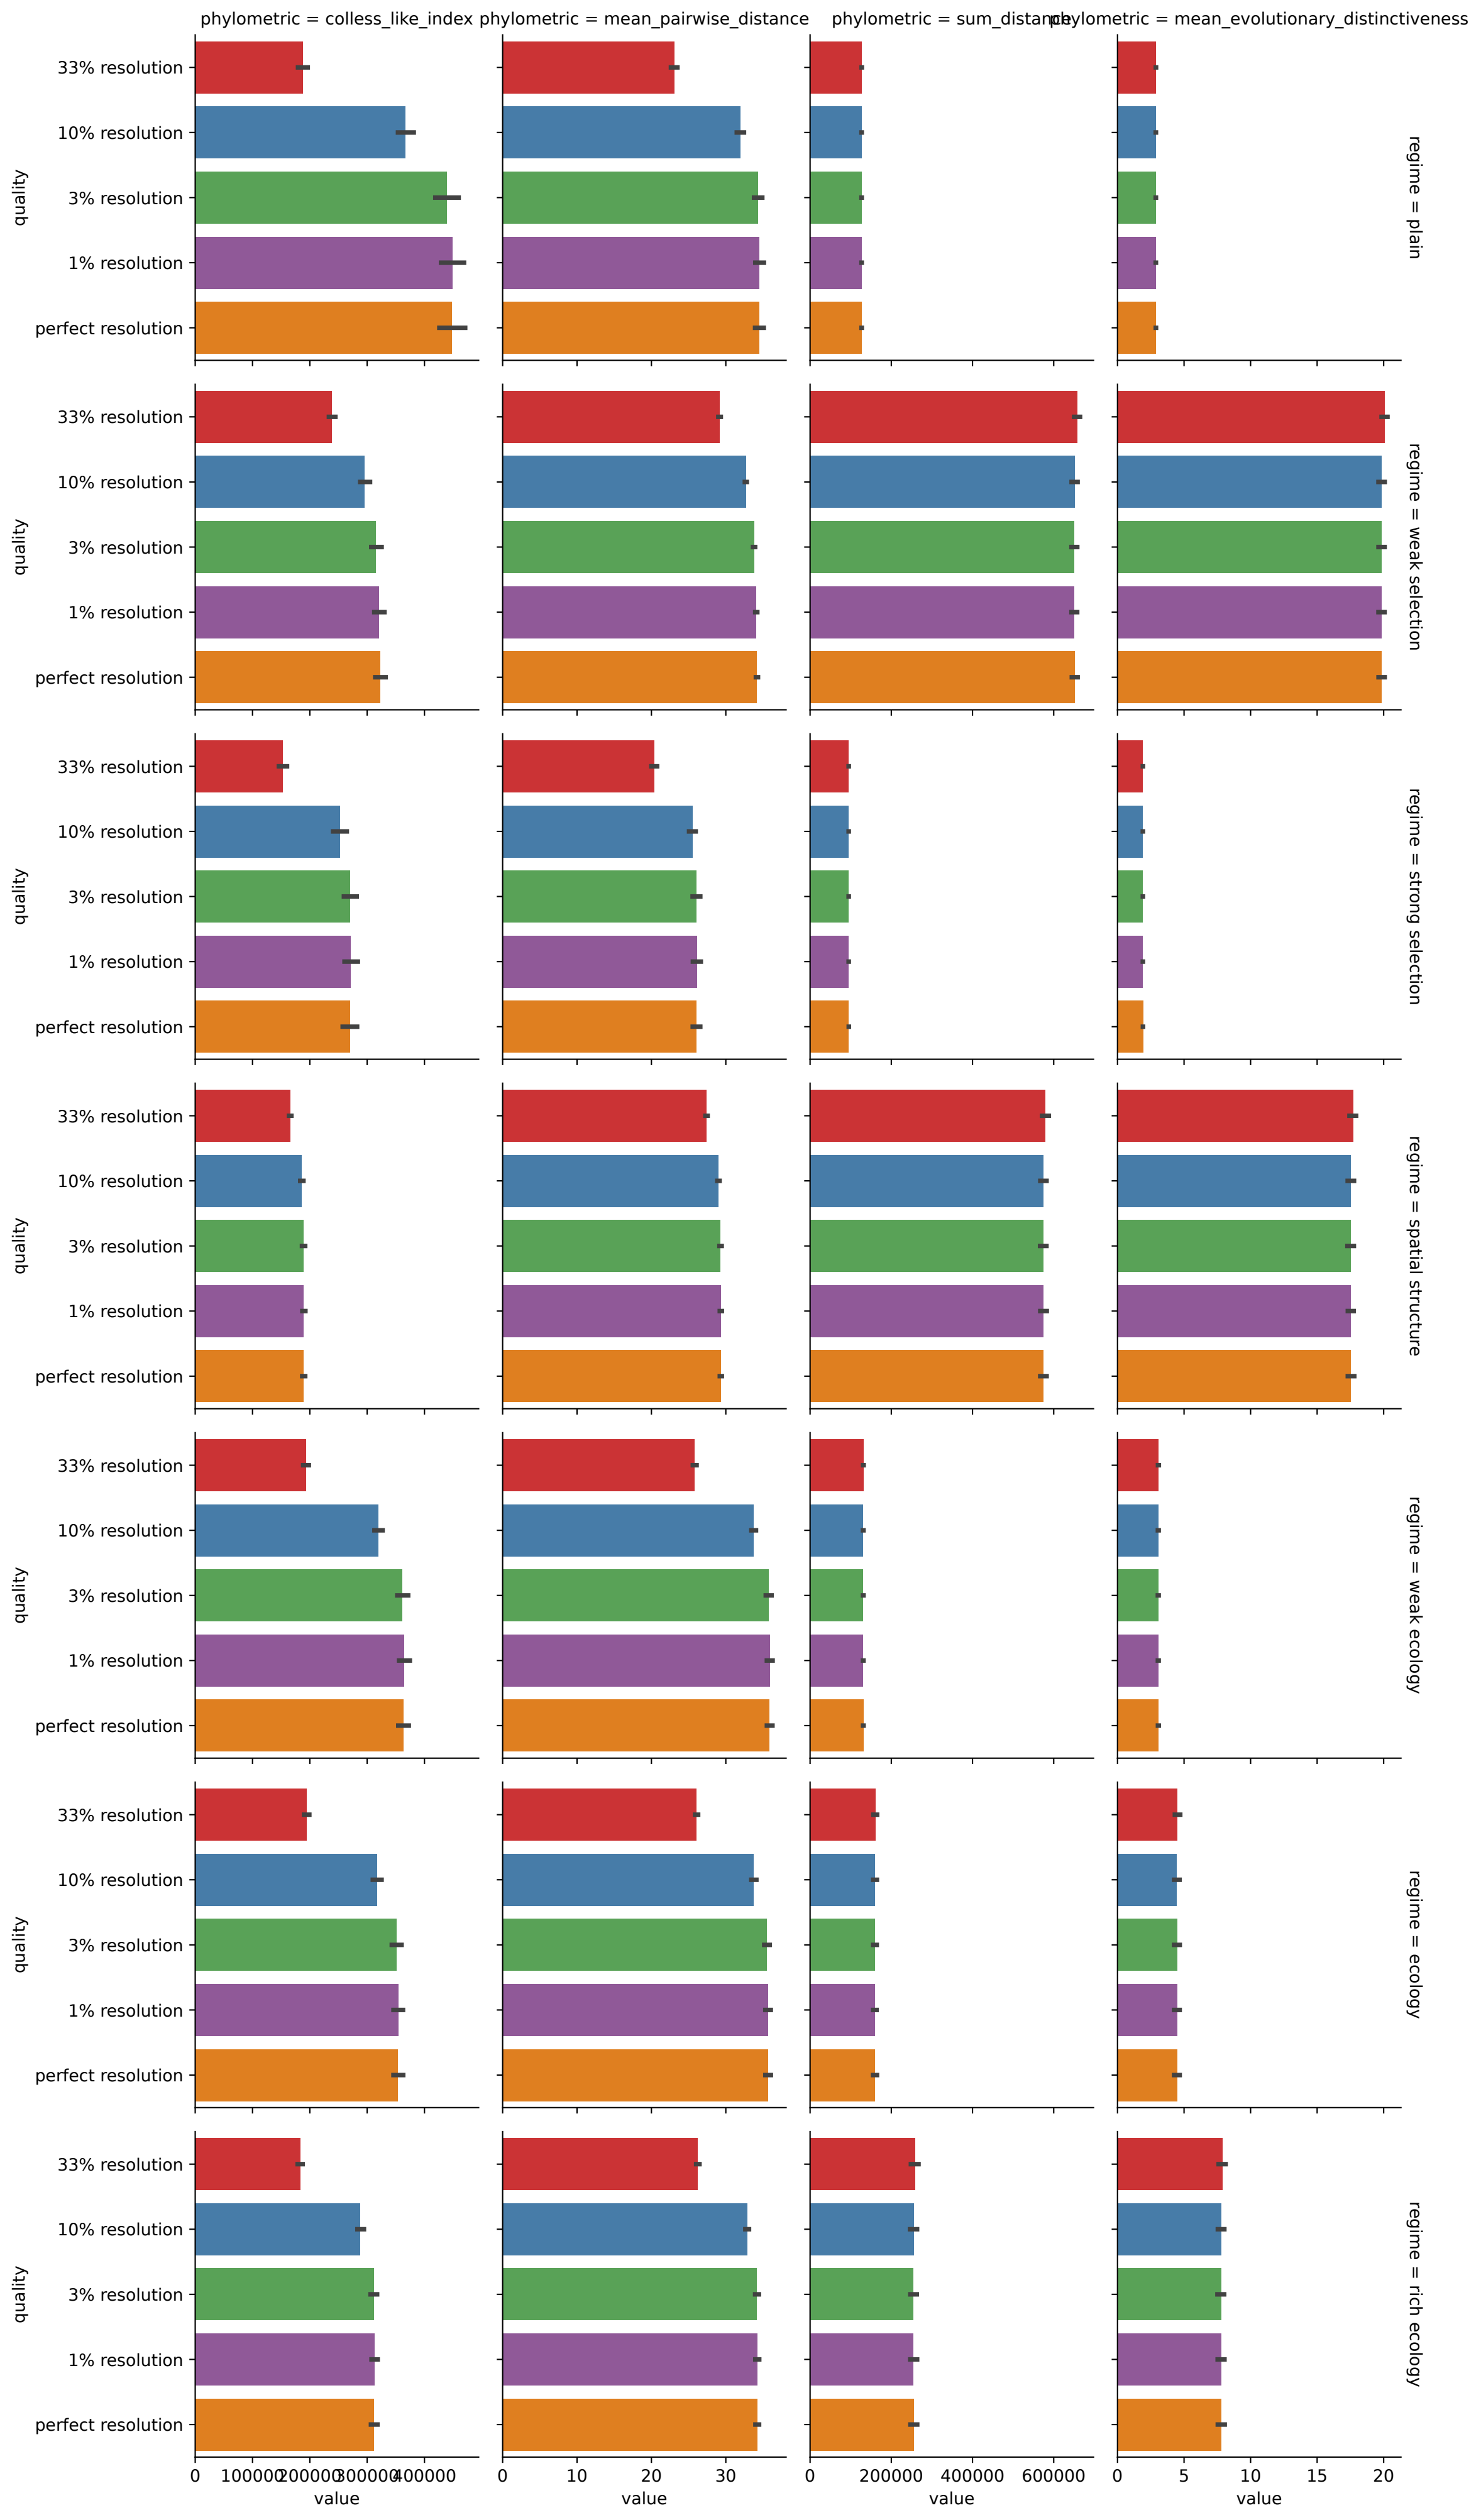 phylometric = colless_like_index
phylometric = mean_pairwise_distance
phylometric = sum_distance
phylometric = mean_evolutionary_distinctiveness
quality
33% resolution
10% resolution
3% resolution
1% resolution
perfect resolution
regime = plain
quality
33% resolution
10% resolution
3% resolution
1% resolution
perfect resolution
regime = weak selection
quality
33% resolution
10% resolution
3% resolution
1% resolution
perfect resolution
regime = strong selection
quality
33% resolution
10% resolution
3% resolution
1% resolution
perfect resolution
regime = spatial structure
quality
33% resolution
10% resolution
3% resolution
1% resolution
perfect resolution
regime = weak ecology
quality
33% resolution
10% resolution
3% resolution
1% resolution
perfect resolution
regime = ecology
quality
33% resolution
10% resolution
3% resolution
1% resolution
perfect resolution
regime = rich ecology
0 100000 200000 300000 400000
value
0 10 20 30
value
0 200000 400000 600000
value
0 5 10 15 20
value